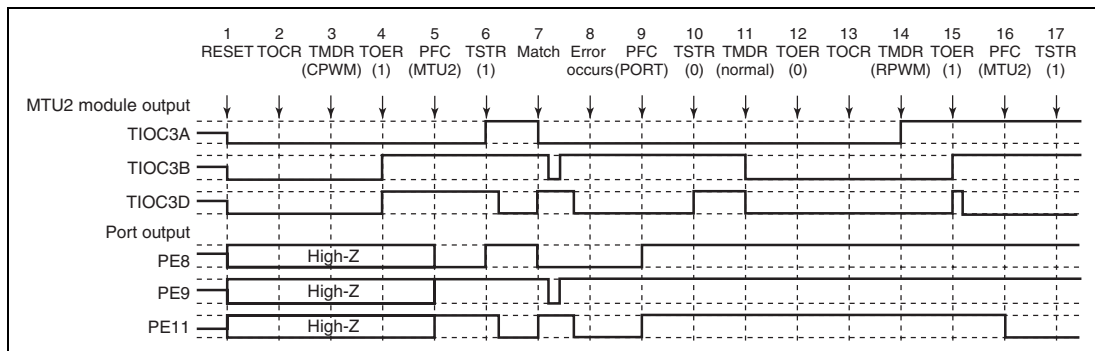 1 2 3 4 5 6 7 8 9 10 11 12 13 14 15 16 17
RESET TOCR TMDR TOER PFC TSTR Match Error PFC TSTR TMDR TOER TOCR TMDR TOER PFC TSTR
(CPWM) (1) (MTU2) (1) occurs (PORT) (0) (normal) (0) (RPWM) (1) (MTU2) (1)
MTU2 module output
TIOC3A
TIOC3B
TIOC3D
Port output
PE8 High-Z
PE9 High-Z
PE11 High-Z